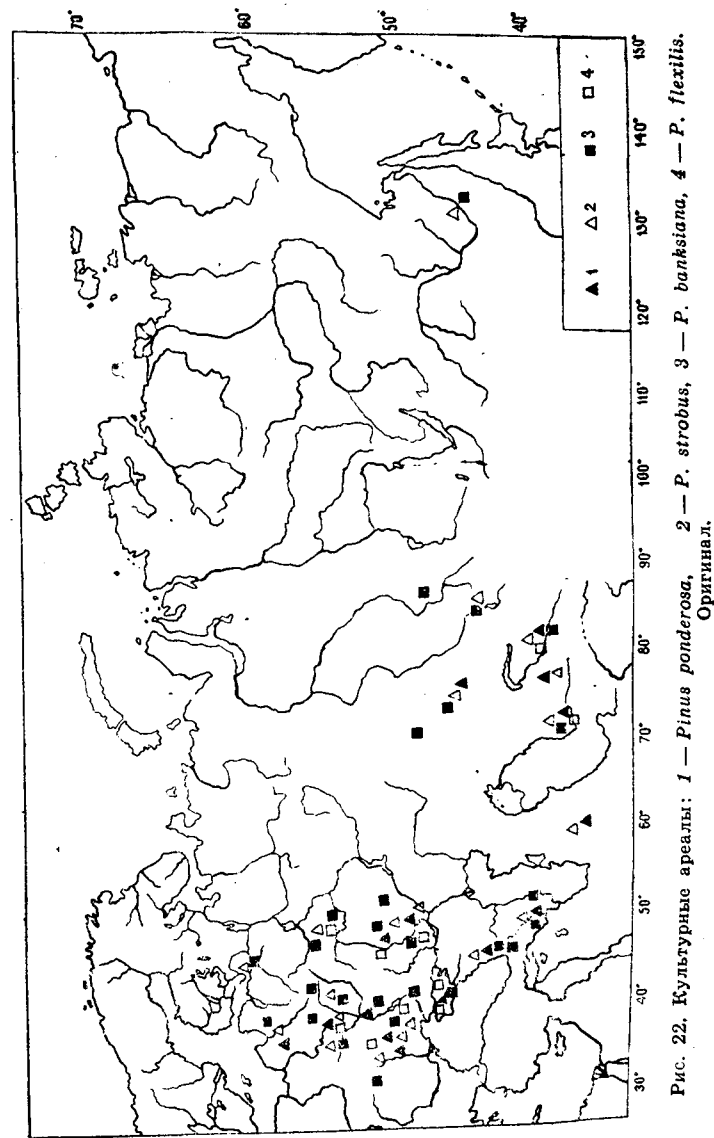 70°
60°
50°
40°
30° 40° 50° 60° 70° 80° 90° 100° 110° 120° 130° 140° 150°
▲ 1 △ 2 ■ 3 □ 4
Рис. 22. Культурные ареалы: 1 — Pinus ponderosa, 2 — P. strobus, 3 — P. banksiana, 4 — P. flexilis.
Оригинал.